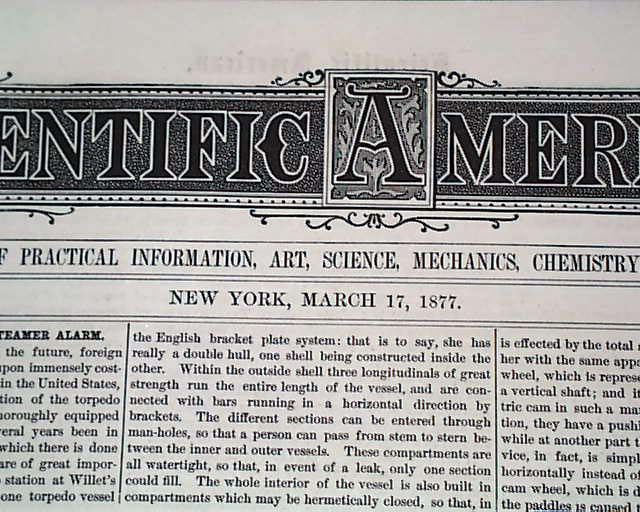 ENTIFIC AMERI
F PRACTICAL INFORMATION, ART, SCIENCE, MECHANICS, CHEMISTRY
NEW YORK, MARCH 17, 1877.
TEAMER ALARM.
the future, foreign
upon immensely cost-
in the United States,
tion of the torpedo
horoughly equipped
veral years been in
which there is done
are of great impor-
station at Willet's
one torpedo vessel
the English bracket plate system: that is to say, she has
really a double hull, one shell being constructed inside the
other. Within the outside shell three longitudinals of great
strength run the entire length of the vessel, and are con-
nected with bars running in a horizontal direction by
brackets. The different sections can be entered through
man-holes, so that a person can pass from stem to stern be-
tween the inner and outer vessels. These compartments are
all watertight, so that, in event of a leak, only one section
could fill. The whole interior of the vessel is also built in
compartments which may be hermetically closed, so that, in
is effected by the total
her with the same appa
wheel, which is repres
a vertical shaft; and i
tric cam in such a ma
tion, they have a pushi
while at another part t
vice, in fact, is simpl
horizontally instead of
cam wheel, which is d
the paddles is caused